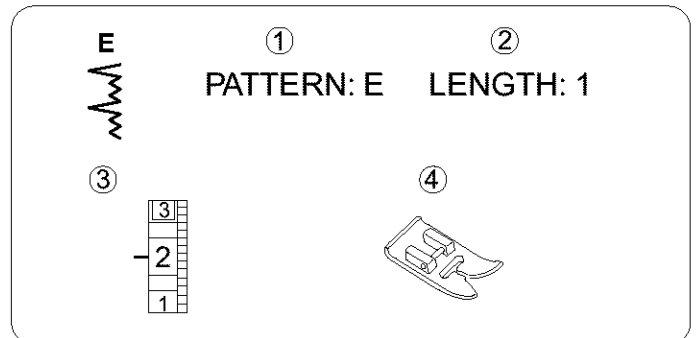 E
① ②
PATTERN: E LENGTH: 1
③ ④
3
2
1